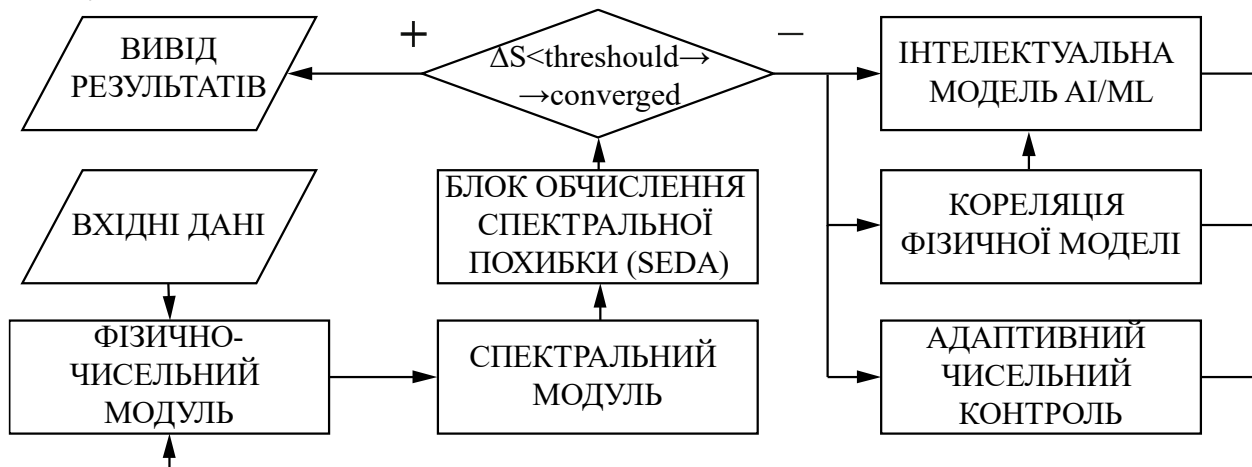 ВИВІД
РЕЗУЛЬТАТІВ
+
ΔS<threshould→
→converged
−
ІНТЕЛЕКТУАЛЬНА
МОДЕЛЬ AI/ML
ВХІДНІ ДАНІ
БЛОК ОБЧИСЛЕННЯ
СПЕКТРАЛЬНОЇ
ПОХИБКИ (SEDA)
КОРЕЛЯЦІЯ
ФІЗИЧНОЇ МОДЕЛІ
ФІЗИЧНО-
ЧИСЕЛЬНИЙ
МОДУЛЬ
СПЕКТРАЛЬНИЙ
МОДУЛЬ
АДАПТИВНИЙ
ЧИСЕЛЬНИЙ
КОНТРОЛЬ